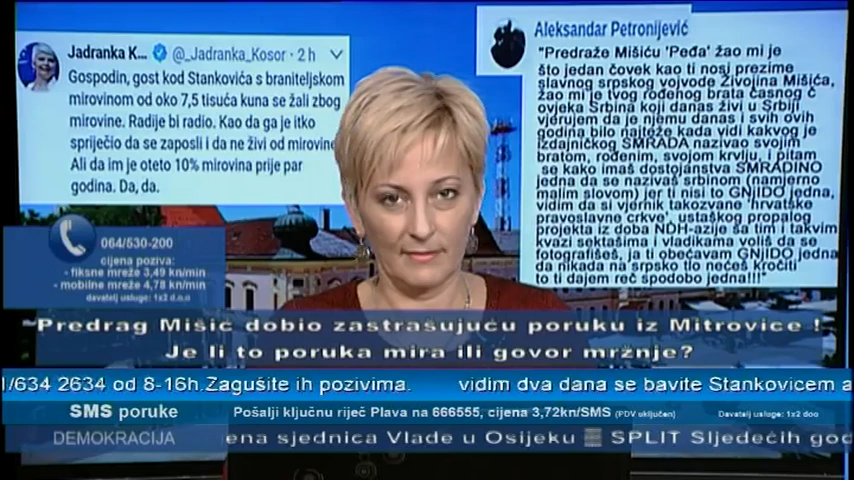 Jadranka K...
@_Jadranka_Kosor · 2 h
Gospodin, gost kod Stankovića s braniteljskom
mirovinom od oko 7,5 tisuća kuna se žali zbog
mirovine. Radije bi radio. Kao da ga je itko
spriječio da se zaposli i da ne živi od mirovine
Ali da im je oteto 10% mirovina prije par
godina. Da, da.
Aleksandar Petronijević
"Predraže Mišiću 'Peđa' žao mi je
što jedan čovek kao ti nosi prezime
slavnog srpskog vojvode Živojina Mišića,
žao mi je tvog rođenog brata časnog č
ovjeka Srbina koji danas živi u Srbiji
vjerujem da je njemu danas i svih ovih
godina bilo najteže kada vidi kakvog je
izdajničkog SMRADA nazivao svojim
bratom, rođenim, svojom krvlju, i pitam
se kako imaš dostojanstva SMRADINO
jedna da se nazivaš srbinom (namjerno
malim slovom) jer ti nisi to GNjIDO jedna,
vidim da si vjernik takozvane 'hrvatske
pravoslavne crkve', ustaškog propalog
projekta iz doba NDH-azije sa tim i takvim
kvazi sektašima i vladikama voliš da se
fotografišeš, ja ti obećavam GNjIDO jedna
da nikada na srpsko tlo nećeš kročiti
to ti dajem reč spodobo jedna!!!"
064/530-200
cijena poziva:
- fiksne mreže 3,49 kn/min
- mobilne mreže 4,78 kn/min
davatelj usluge: 1x2 d.o.o
Predrag Mišić dobio zastrašujuću poruku iz Mitrovice !
Je li to poruka mira ili govor mržnje?
1/634 2634 od 8-16h.Zagušite ih pozivima. vidim dva dana se bavite Stankovicem a
SMS poruke
Pošalji ključnu riječ Plava na 666555, cijena 3,72kn/SMS (PDV uključen) Davatelj usluge: 1x2 doo
DEMOKRACIJA
ena sjednica Vlade u Osijeku ▒ SPLIT Sljedećih god